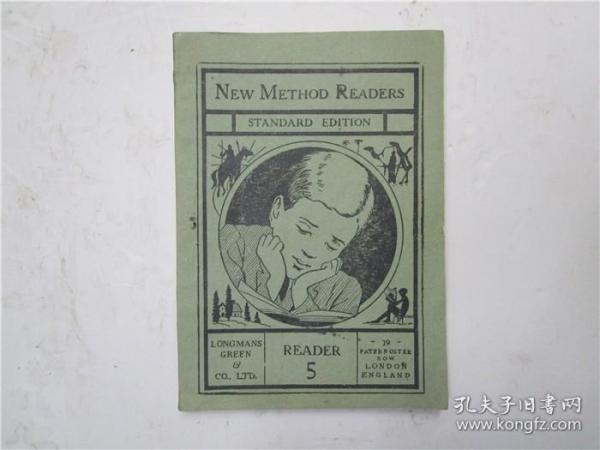 NEW METHOD READERS
STANDARD EDITION
LONGMANS
GREEN
&
CO., LTD.
READER
5
- 39 -
PATERNOSTER
ROW
LONDON
ENGLAND
孔夫子旧书网
www.kongfz.com